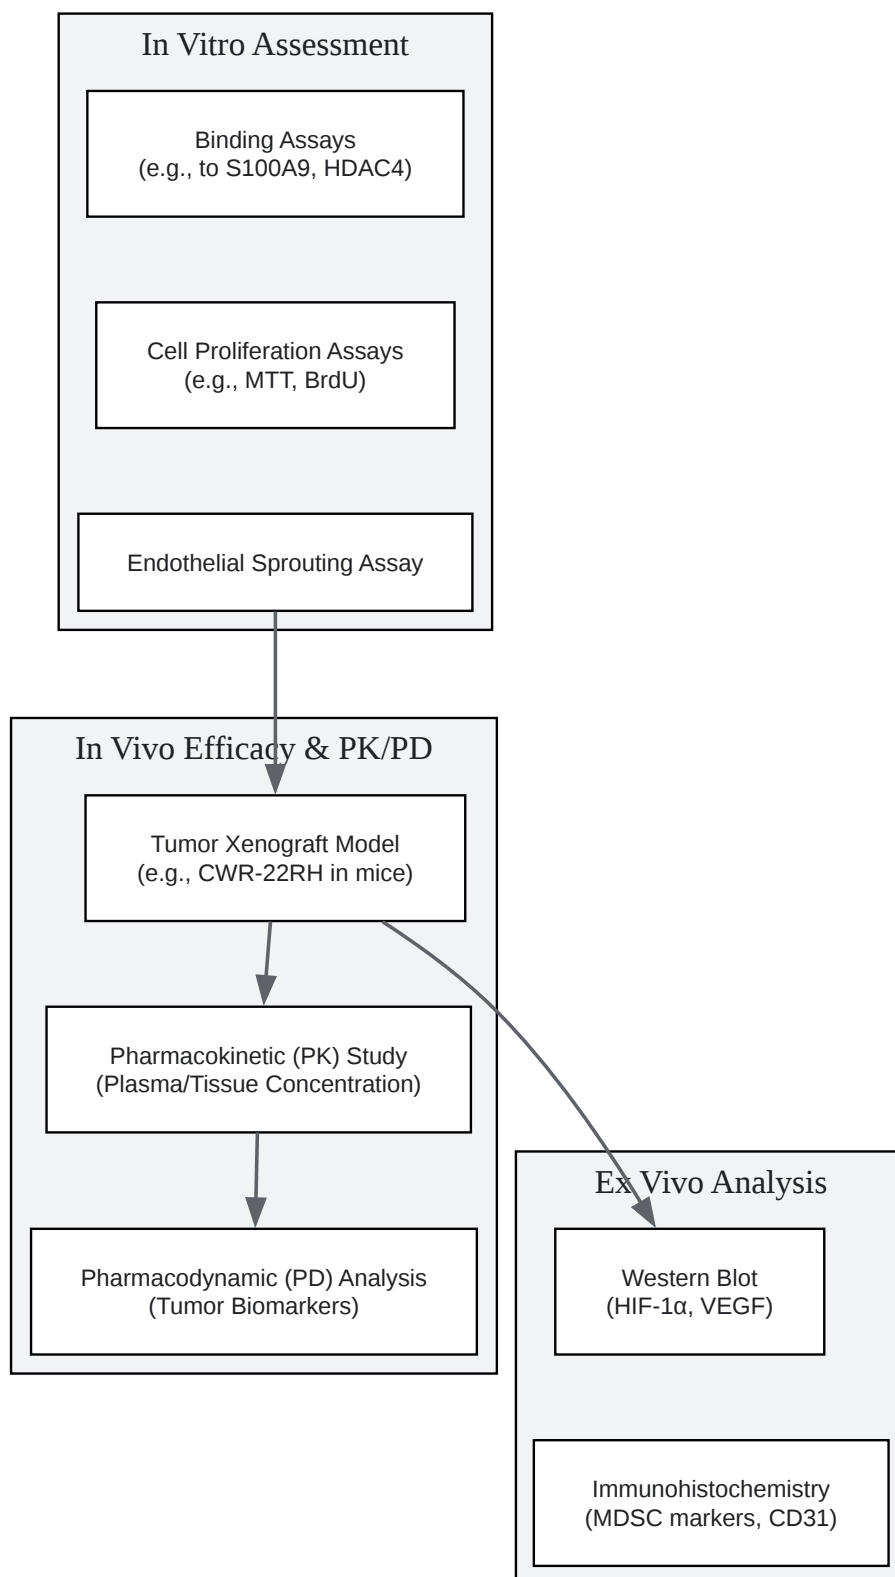 In Vitro Assessment
Binding Assays
(e.g., to S100A9, HDAC4)
Cell Proliferation Assays
(e.g., MTT, BrdU)
Endothelial Sprouting Assay
In Vivo Efficacy & PK/PD
Tumor Xenograft Model
(e.g., CWR-22RH in mice)
Pharmacokinetic (PK) Study
(Plasma/Tissue Concentration)
Pharmacodynamic (PD) Analysis
(Tumor Biomarkers)
Ex Vivo Analysis
Western Blot
(HIF-1α, VEGF)
Immunohistochemistry
(MDSC markers, CD31)